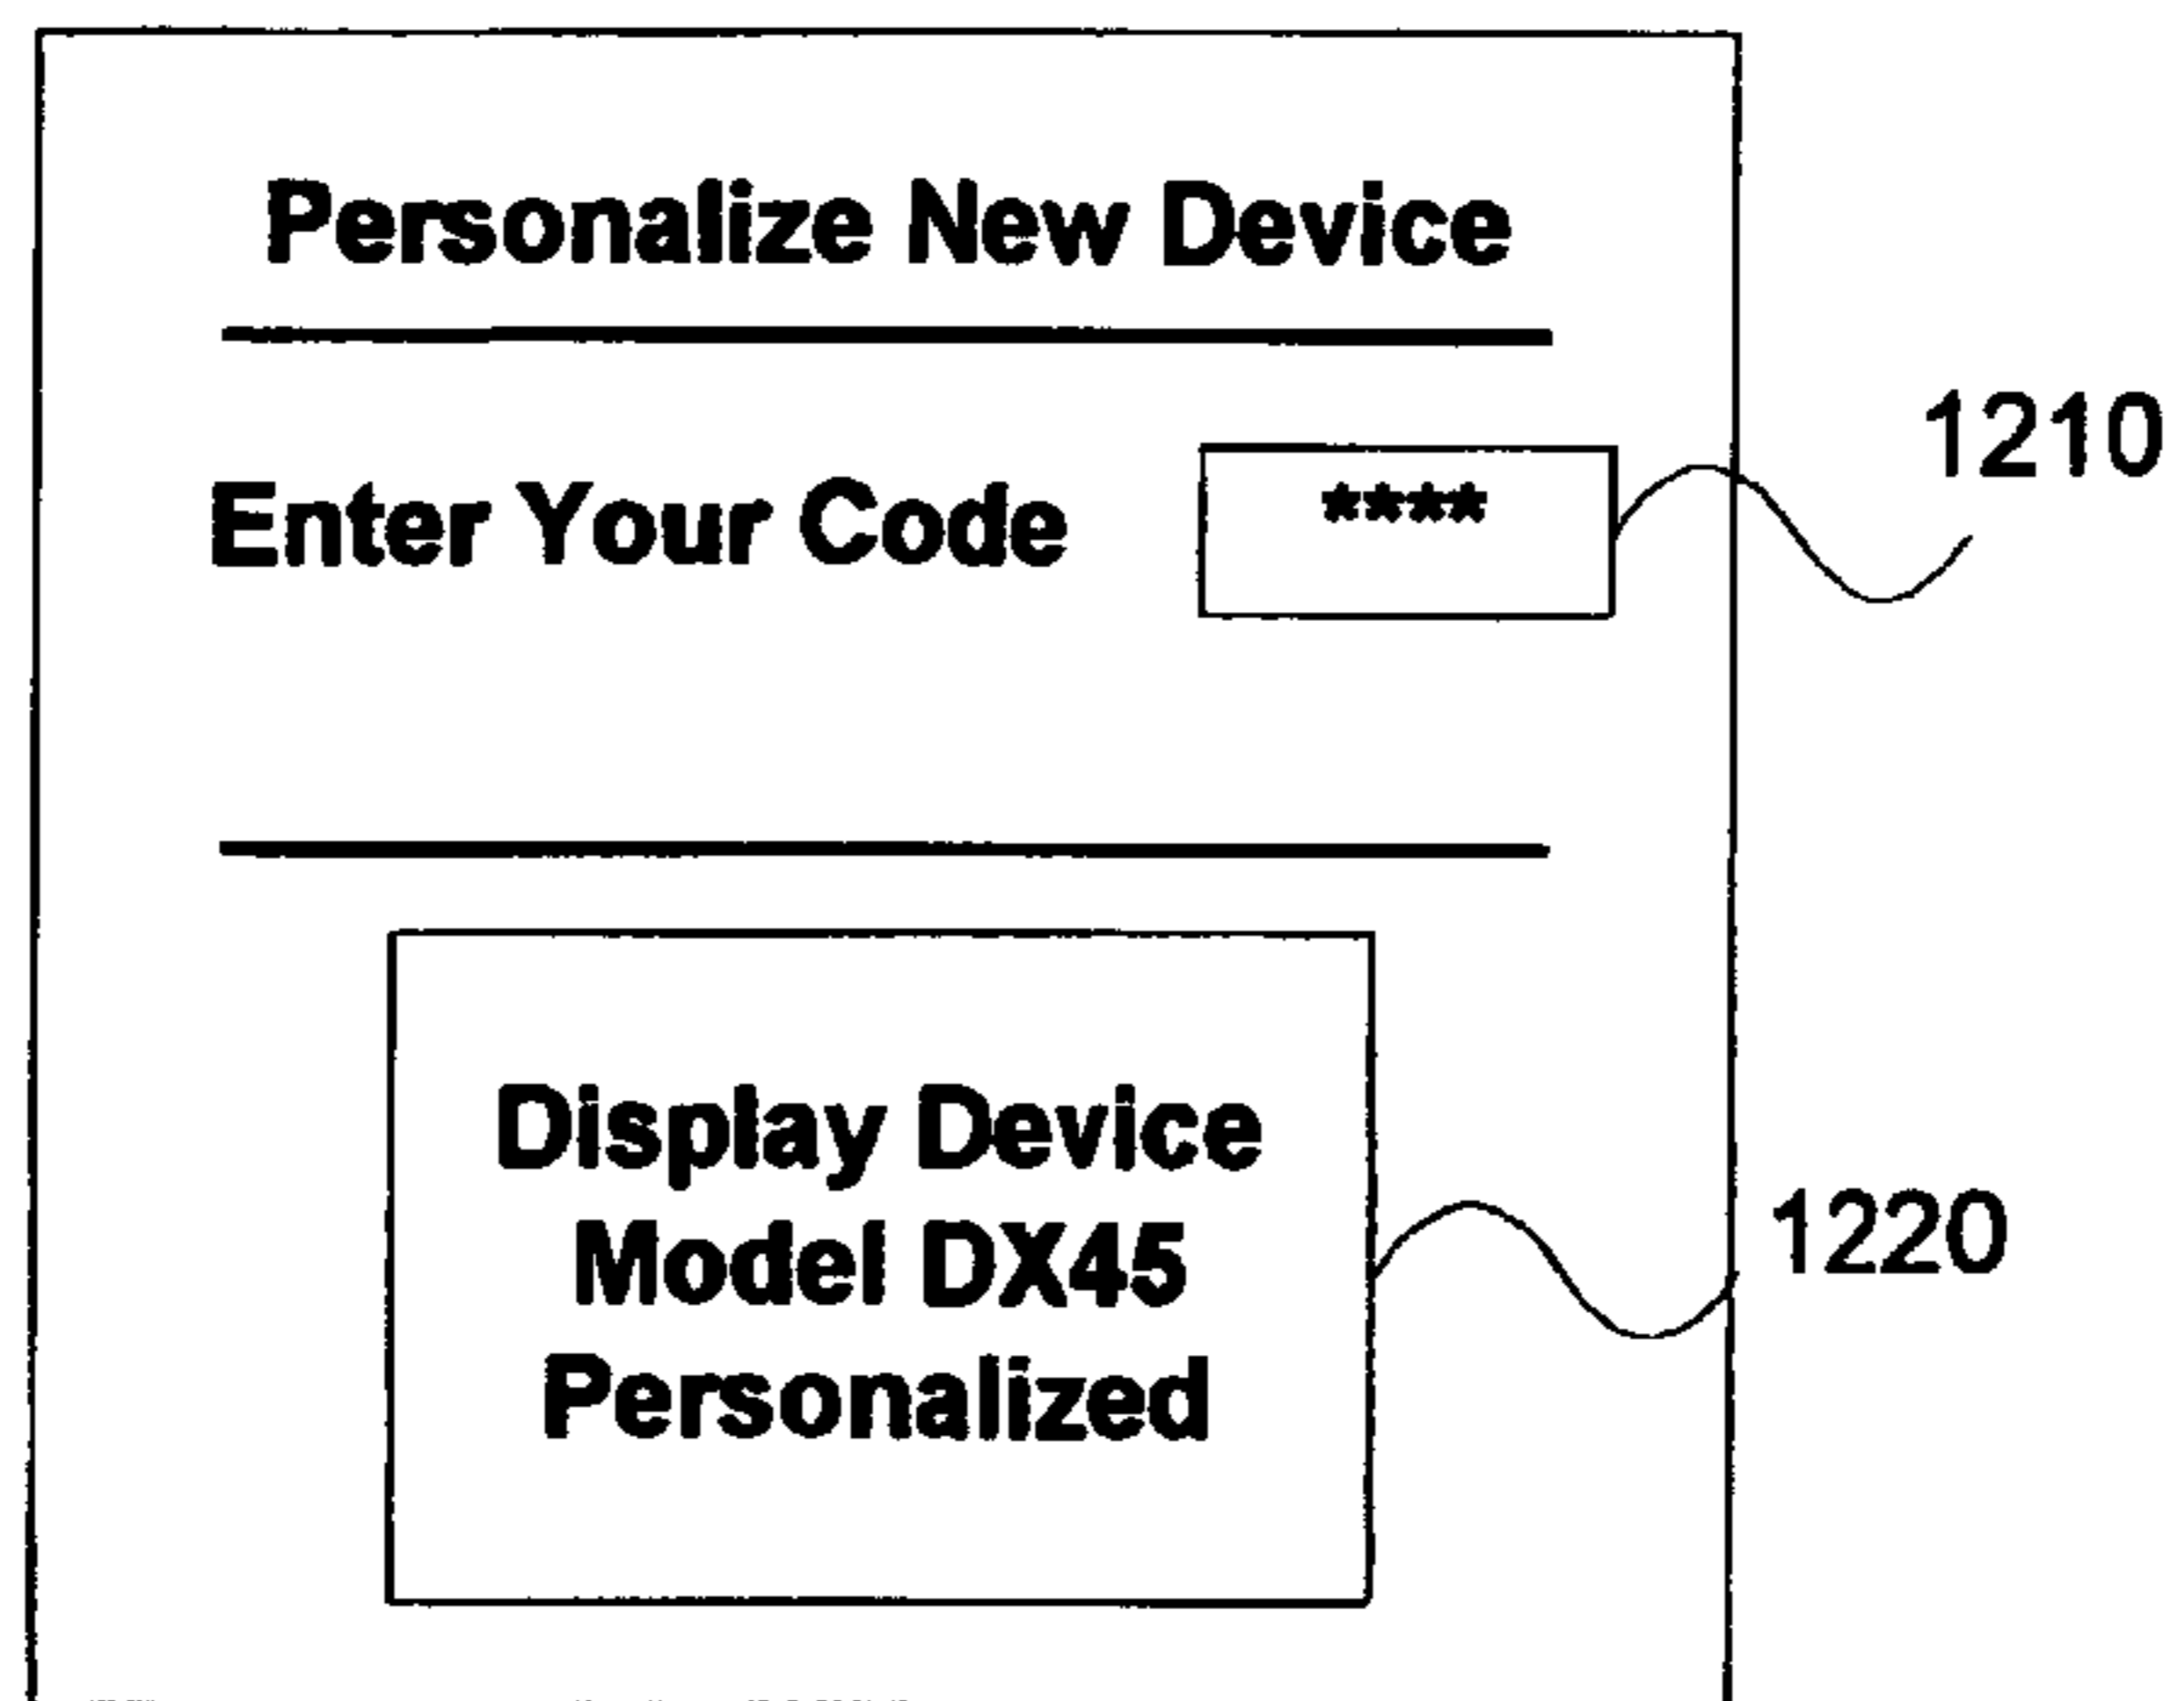 Personalize New Device
1210
Enter Your Code ****
Display Device
Model DX45
1220
Personalized